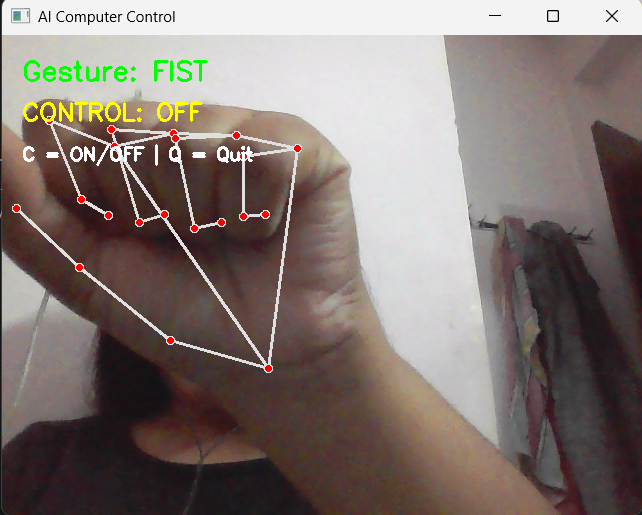 AI Computer Control
Gesture: FIST
CONTROL: OFF
C = ON/OFF | Q = Quit